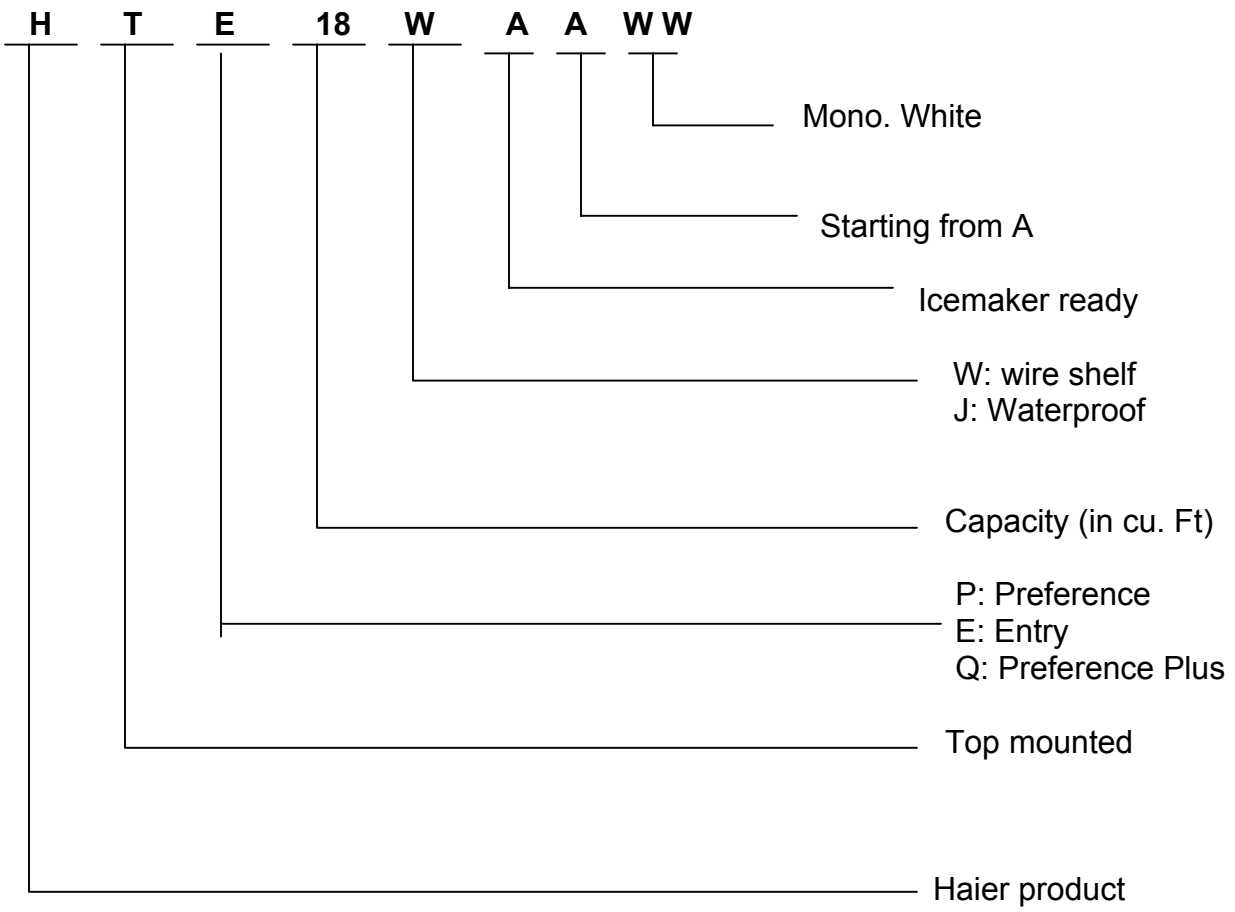 H T E 18 W A A W W
Mono. White
Starting from A
Icemaker ready
W: wire shelf
J: Waterproof
Capacity (in cu. Ft)
P: Preference
E: Entry
Q: Preference Plus
Top mounted
Haier product